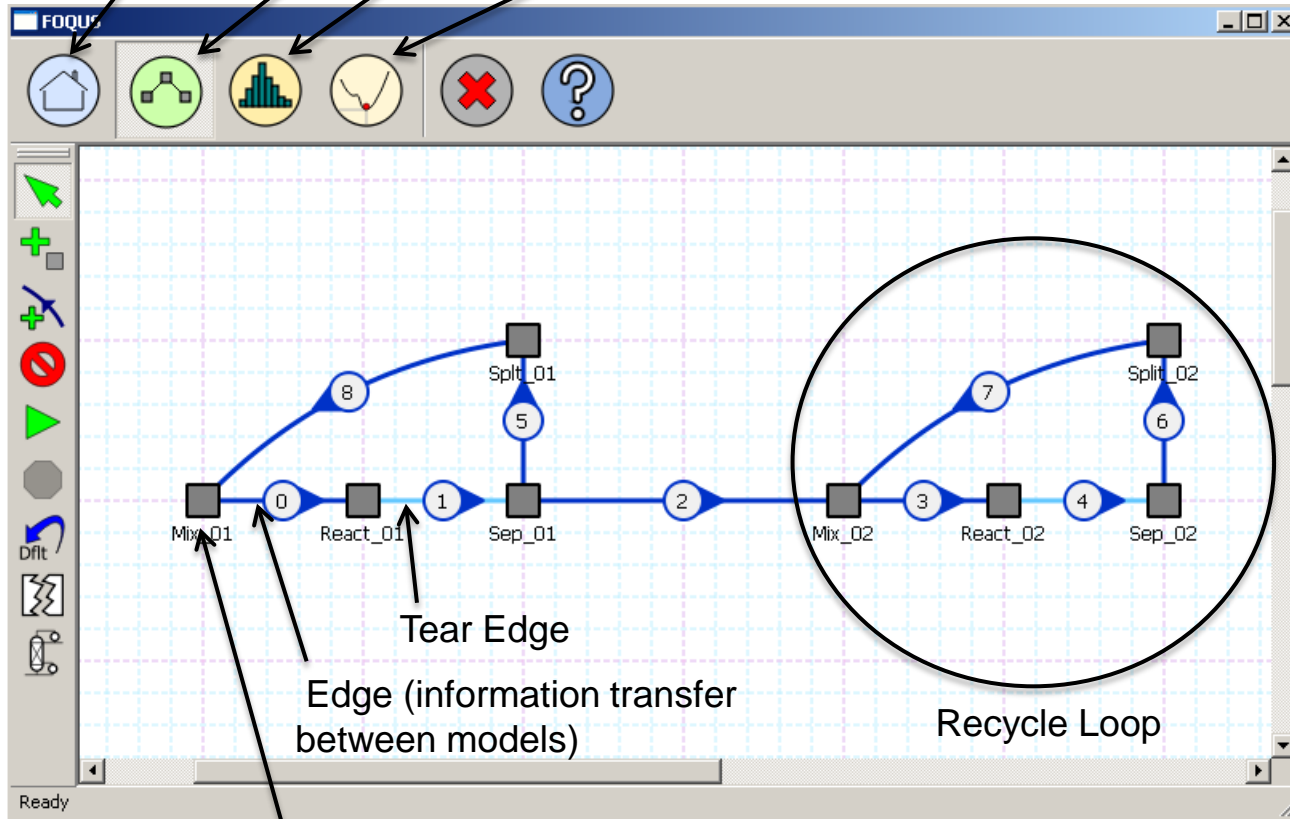 FOQUS
8
Splt_01
7
Split_02
5
6
0
1
2
3
4
Mix_01
React_01
Sep_01
Mix_02
React_02
Sep_02
Dflt
Tear Edge
Edge (information transfer
between models)
Recycle Loop
Ready